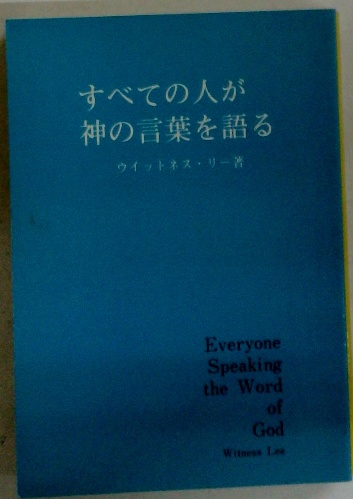 すべての人が
神の言葉を語る
ウイットネス・リー著
Everyone
Speaking
the Word
of
God
Witness Lee